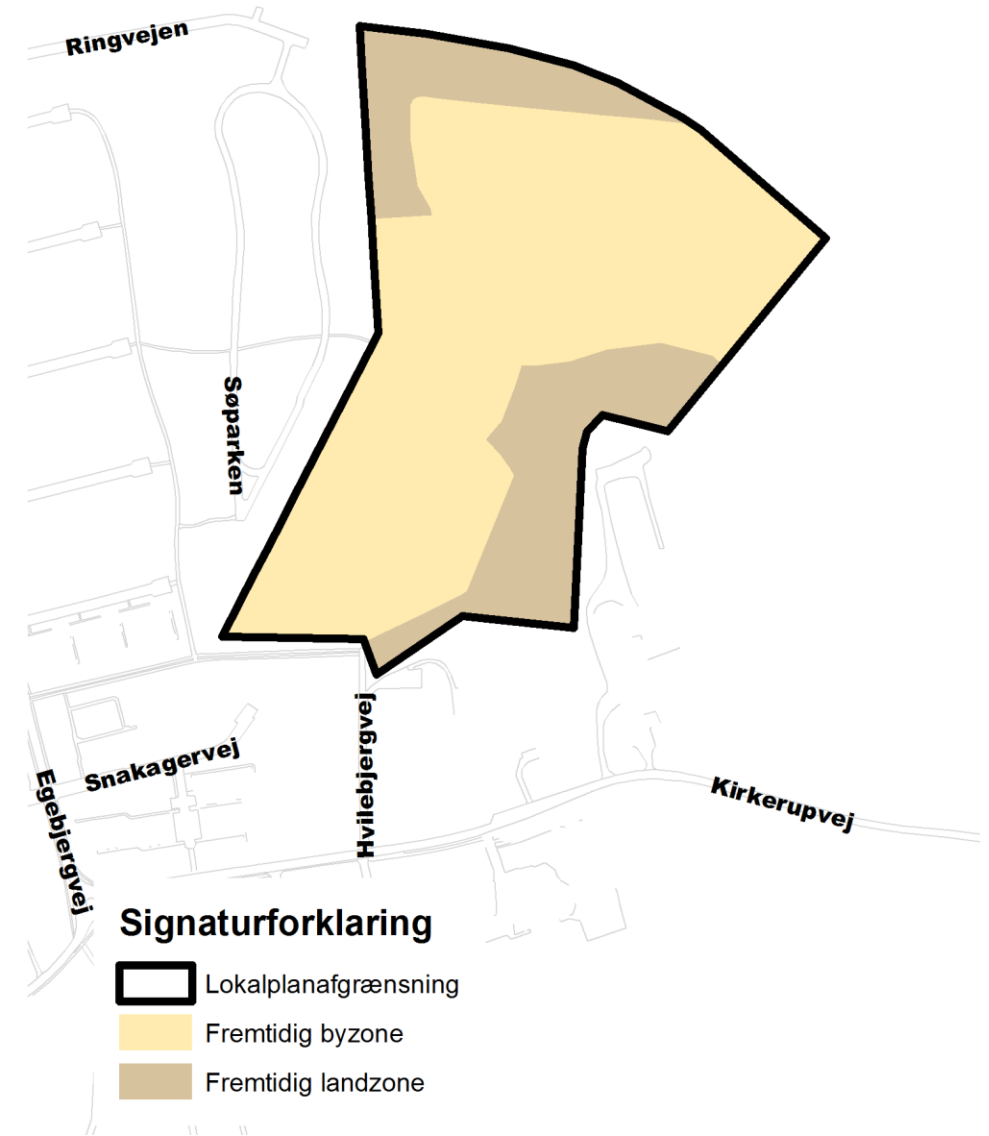 Ringvejen
Søparken
Snakagervej
Egebjergvej
Hvilebjergvej
Kirkerupvej
Signaturforklaring
Lokalplanafgrænsning
Fremtidig byzone
Fremtidig landzone